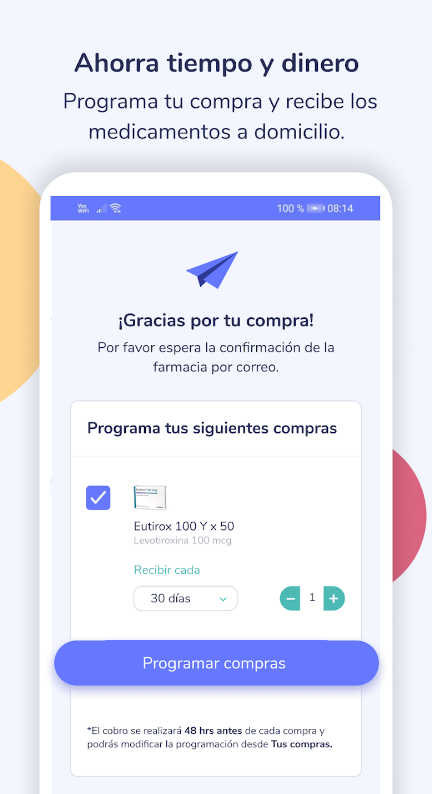 Ahorra tiempo y dinero
Programa tu compra y recibe los
medicamentos a domicilio.
100 % 08:14
¡Gracias por tu compra!
Por favor espera la confirmación de la
farmacia por correo.
Programa tus siguientes compras
Eutirox 100 Y x 50
Levotiroxina 100 mcg
Recibir cada
30 días
1
Programar compras
*El cobro se realizará 48 hrs antes de cada compra y
podrás modificar la programación desde Tus compras.